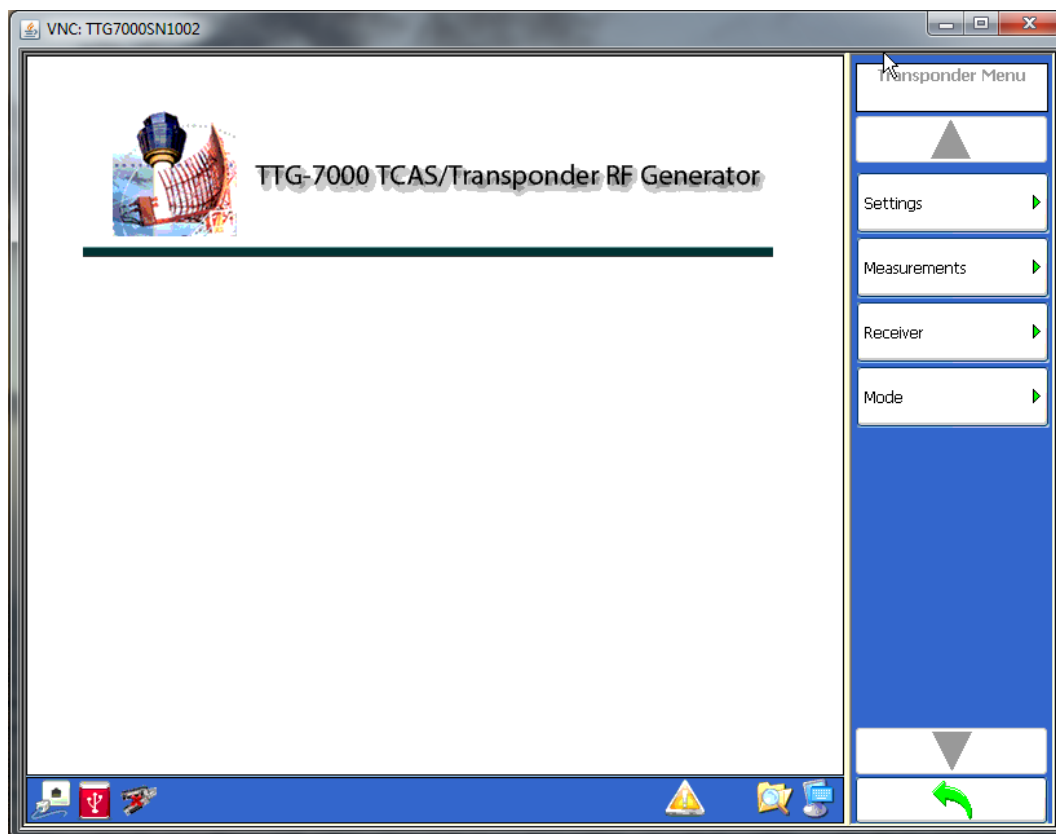 VNC: TTG7000SN1002
Transponder Menu
TTG-7000 TCAS/Transponder RF Generator
Settings
Measurements
Receiver
Mode